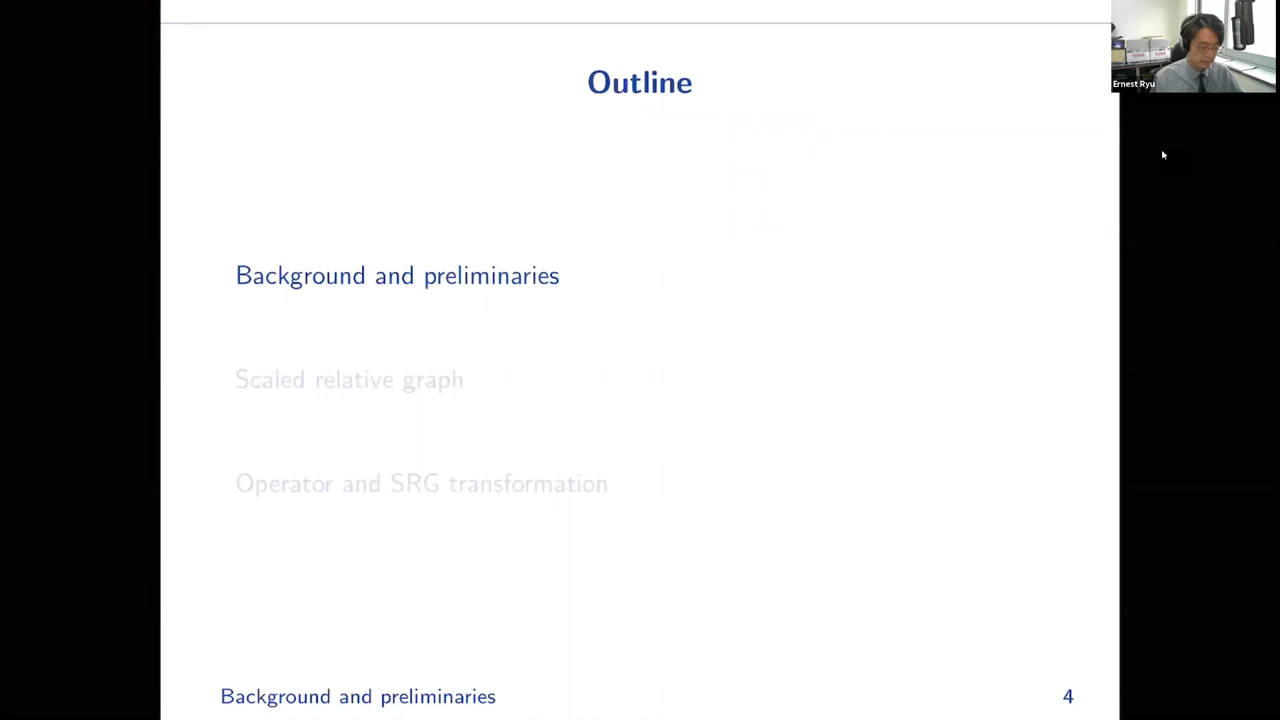 Outline
Ernest Ryu
Background and preliminaries
Scaled relative graph
Operator and SRG transformation
Background and preliminaries
4